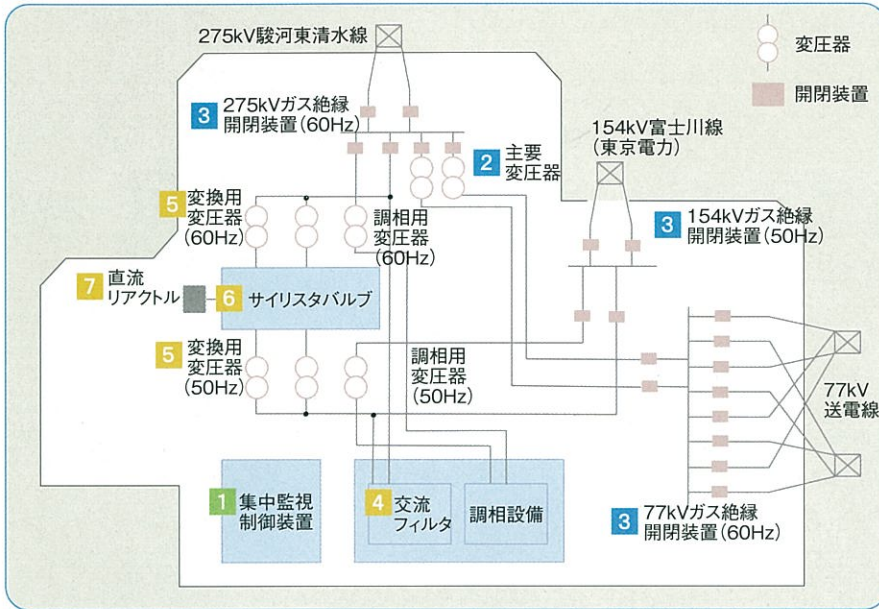 275kV駿河東清水線
変圧器
開閉装置
3 275kVガス絶縁
開閉装置(60Hz)
154kV富士川線
(東京電力)
2 主要
変圧器
5 変換用
変圧器
(60Hz)
調相用
変圧器
(60Hz)
3 154kVガス絶縁
開閉装置(50Hz)
7 直流
リアクトル
6 サイリスタバルブ
5 変換用
変圧器
(50Hz)
調相用
変圧器
(50Hz)
77kV
送電線
1 集中監視
制御装置
4 交流
フィルタ
調相設備
3 77kVガス絶縁
開閉装置(60Hz)